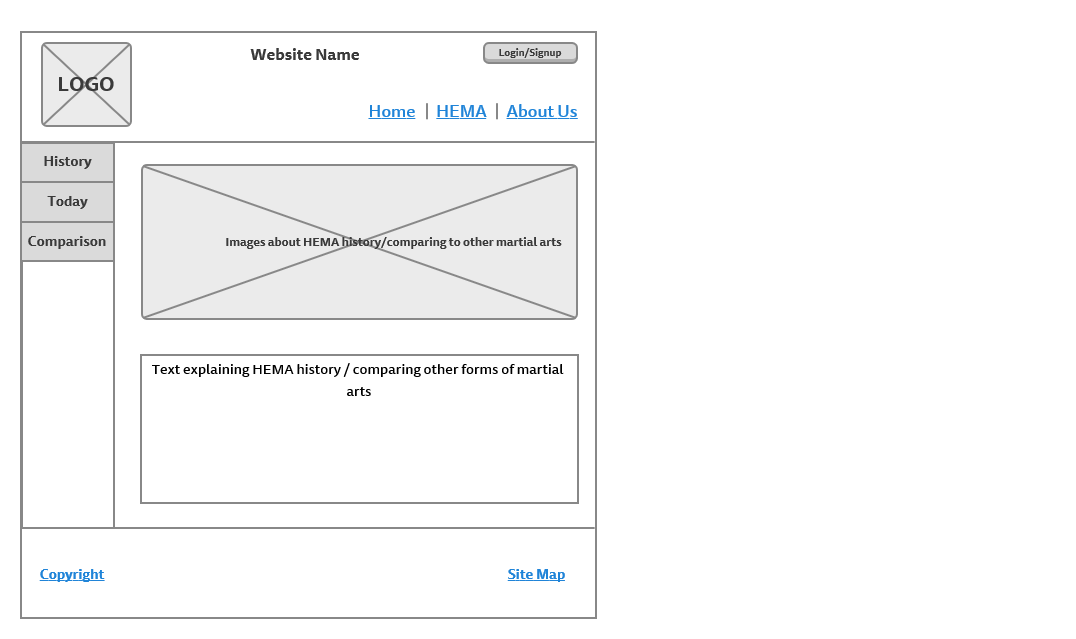 Website Name
Login/Signup
LOGO
Home | HEMA | About Us
History
Today
Comparison
Images about HEMA history/comparing to other martial arts
Text explaining HEMA history / comparing other forms of martial
arts
Copyright
Site Map